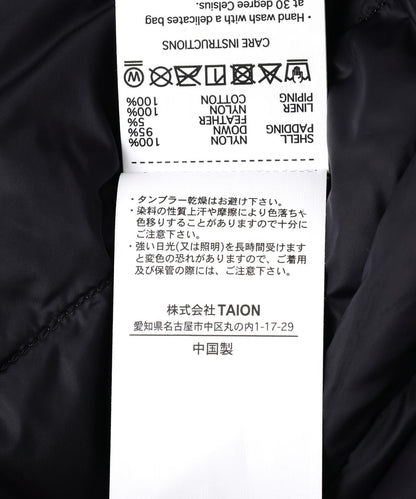 SHELL NYLON 100%
PADDING DOWN 95%
FEATHER 5%
LINER NYLON 100%
PIPING COTTON 100%
W
CARE INSTRUCTIONS
・Hand wash with a delicates bag
at 30 degree Celsius.
・タンブラー乾燥はお避け下さい。
・染料の性質上汗や摩擦により色落ちや
色移りすることがありますので十分に
ご注意下さい。
・強い日光(又は照明)を長時間受けますと
変色の恐れがありますので、ご着用
及び保管の際には、ご注意下さい。
株式会社 TAION
愛知県名古屋市中区丸の内1-17-29
中国製